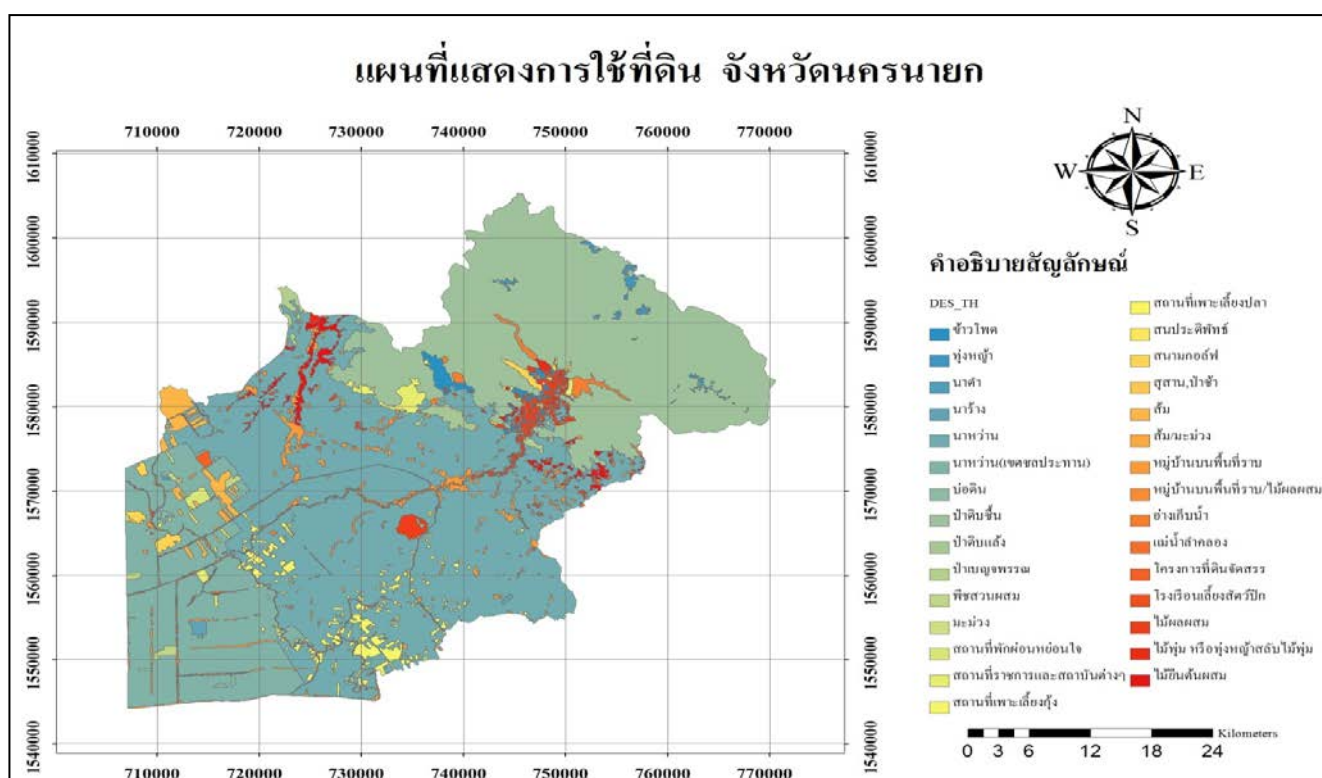 แผนที่แสดงการใช้ที่ดิน จังหวัดนครนายก
710000 720000 730000 740000 750000 760000 770000
1610000
1600000
1590000
1580000
1570000
1560000
1550000
1540000
1610000
1600000
1590000
1580000
1570000
1560000
1550000
1540000
710000 720000 730000 740000 750000 760000 770000
N
W E
S
คำอธิบายสัญลักษณ์
DES_TH
ข้าวโพด
ทุ่งหญ้า
นาดำ
นาร้าง
นาหว่าน
นาหว่าน(เขตชลประทาน)
บ่อดิน
ป่าดิบชื้น
ป่าดิบแล้ง
ป่าเบญจพรรณ
พืชสวนผสม
มะม่วง
สถานที่พักผ่อนหย่อนใจ
สถานที่ราชการและสถาบันต่างๆ
สถานที่เพาะเลี้ยงกุ้ง
สถานที่เพาะเลี้ยงปลา
สนประดิพัทธ์
สนามกอล์ฟ
สุสาน,ป่าช้า
ส้ม
ส้ม/มะม่วง
หมู่บ้านบนพื้นที่ราบ
หมู่บ้านบนพื้นที่ราบ/ไม้ผลผสม
อ่างเก็บน้ำ
แม่น้ำลำคลอง
โครงการที่ดินจัดสรร
โรงเรือนเลี้ยงสัตว์ปีก
ไม้ผลผสม
ไม้พุ่ม หรือทุ่งหญ้าสลับไม้พุ่ม
ไม้ยืนต้นผสม
Kilometers
0 3 6 12 18 24